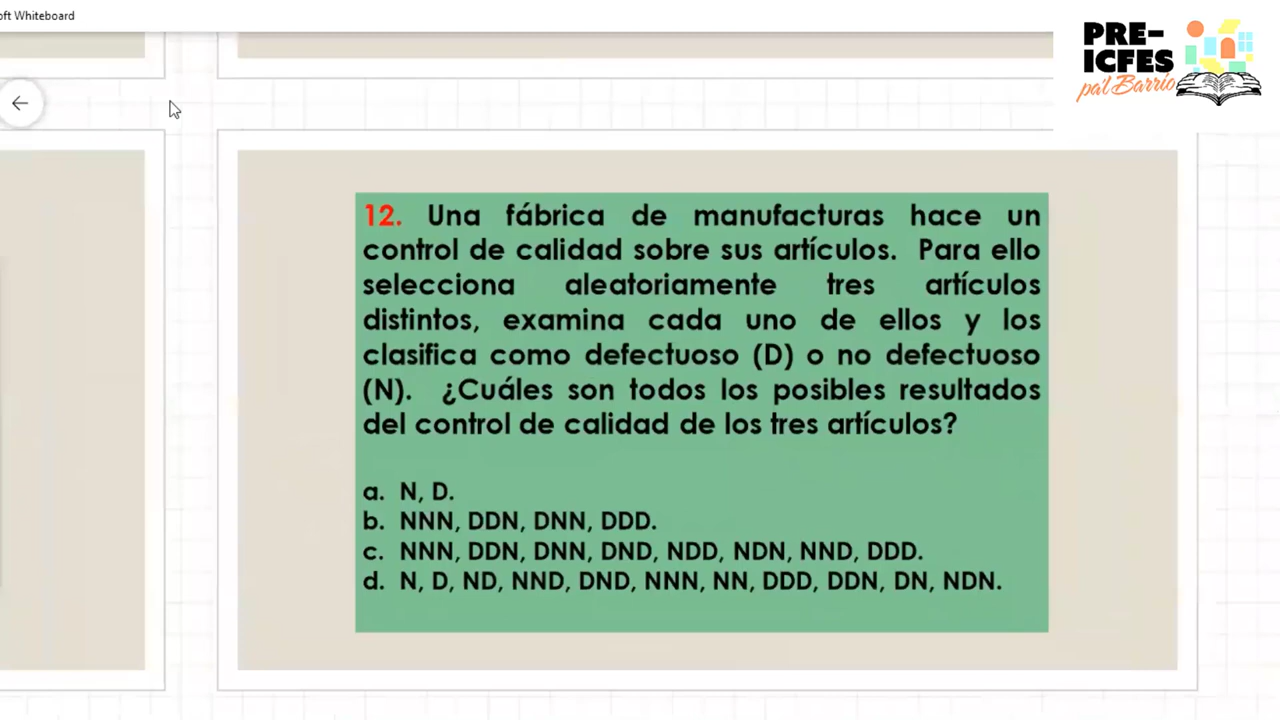 oft Whiteboard
PRE-
ICFES
pa'l Barrio
12. Una fábrica de manufacturas hace un
control de calidad sobre sus artículos. Para ello
selecciona aleatoriamente tres artículos
distintos, examina cada uno de ellos y los
clasifica como defectuoso (D) o no defectuoso
(N). ¿Cuáles son todos los posibles resultados
del control de calidad de los tres artículos?
a. N, D.
b. NNN, DDN, DNN, DDD.
c. NNN, DDN, DNN, DND, NDD, NDN, NND, DDD.
d. N, D, ND, NND, DND, NNN, NN, DDD, DDN, DN, NDN.